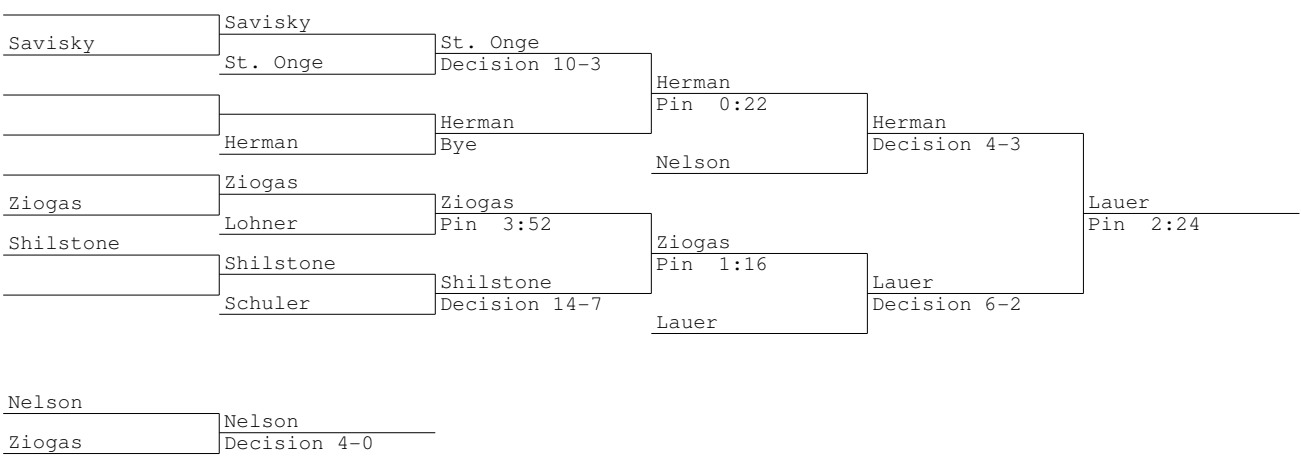 Savisky
Savisky
St. Onge
St. Onge
Decision 10-3
Herman
Pin 0:22
Herman
Herman
Bye
Herman
Decision 4-3
Nelson
Ziogas
Ziogas
Lohner
Ziogas
Pin 3:52
Lauer
Pin 2:24
Shilstone
Shilstone
Schuler
Ziogas
Pin 1:16
Shilstone
Decision 14-7
Lauer
Decision 6-2
Lauer
Nelson
Ziogas
Nelson
Decision 4-0